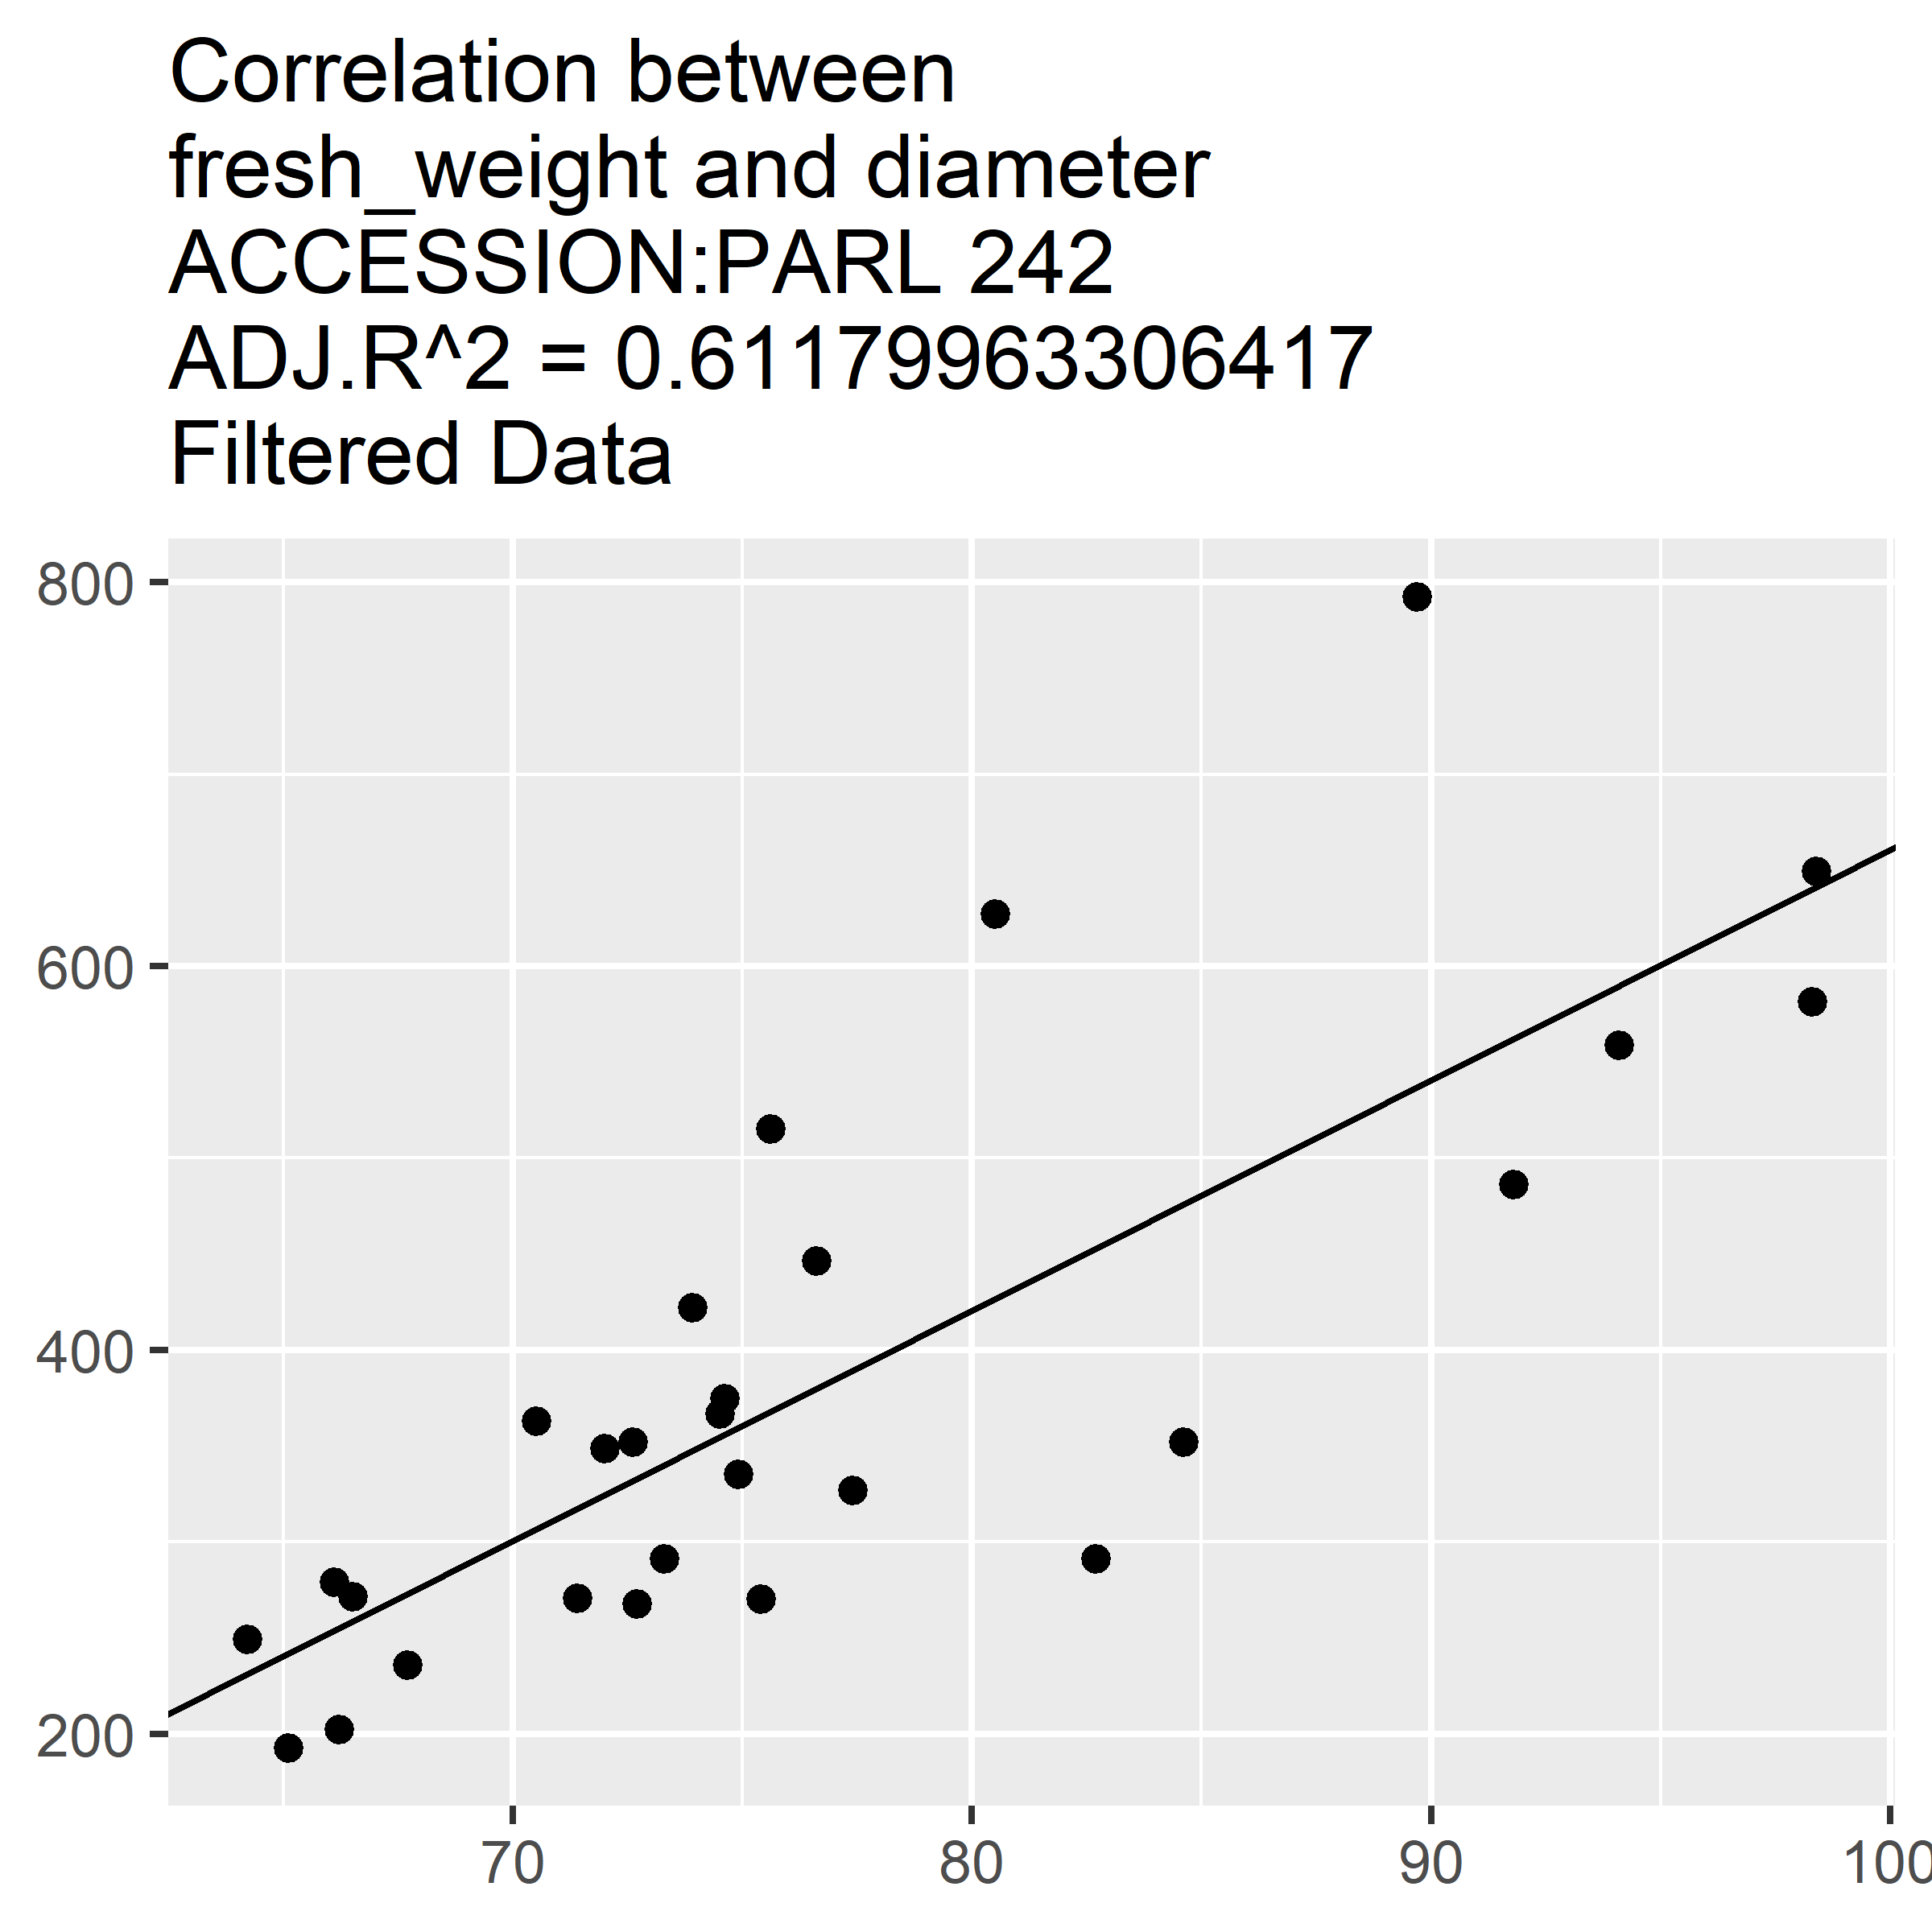 Correlation between
fresh_weight and diameter
ACCESSION:PARL 242
ADJ.R^2 = 0.61179963306417
Filtered Data
800
600
400
200
70 80 90 100